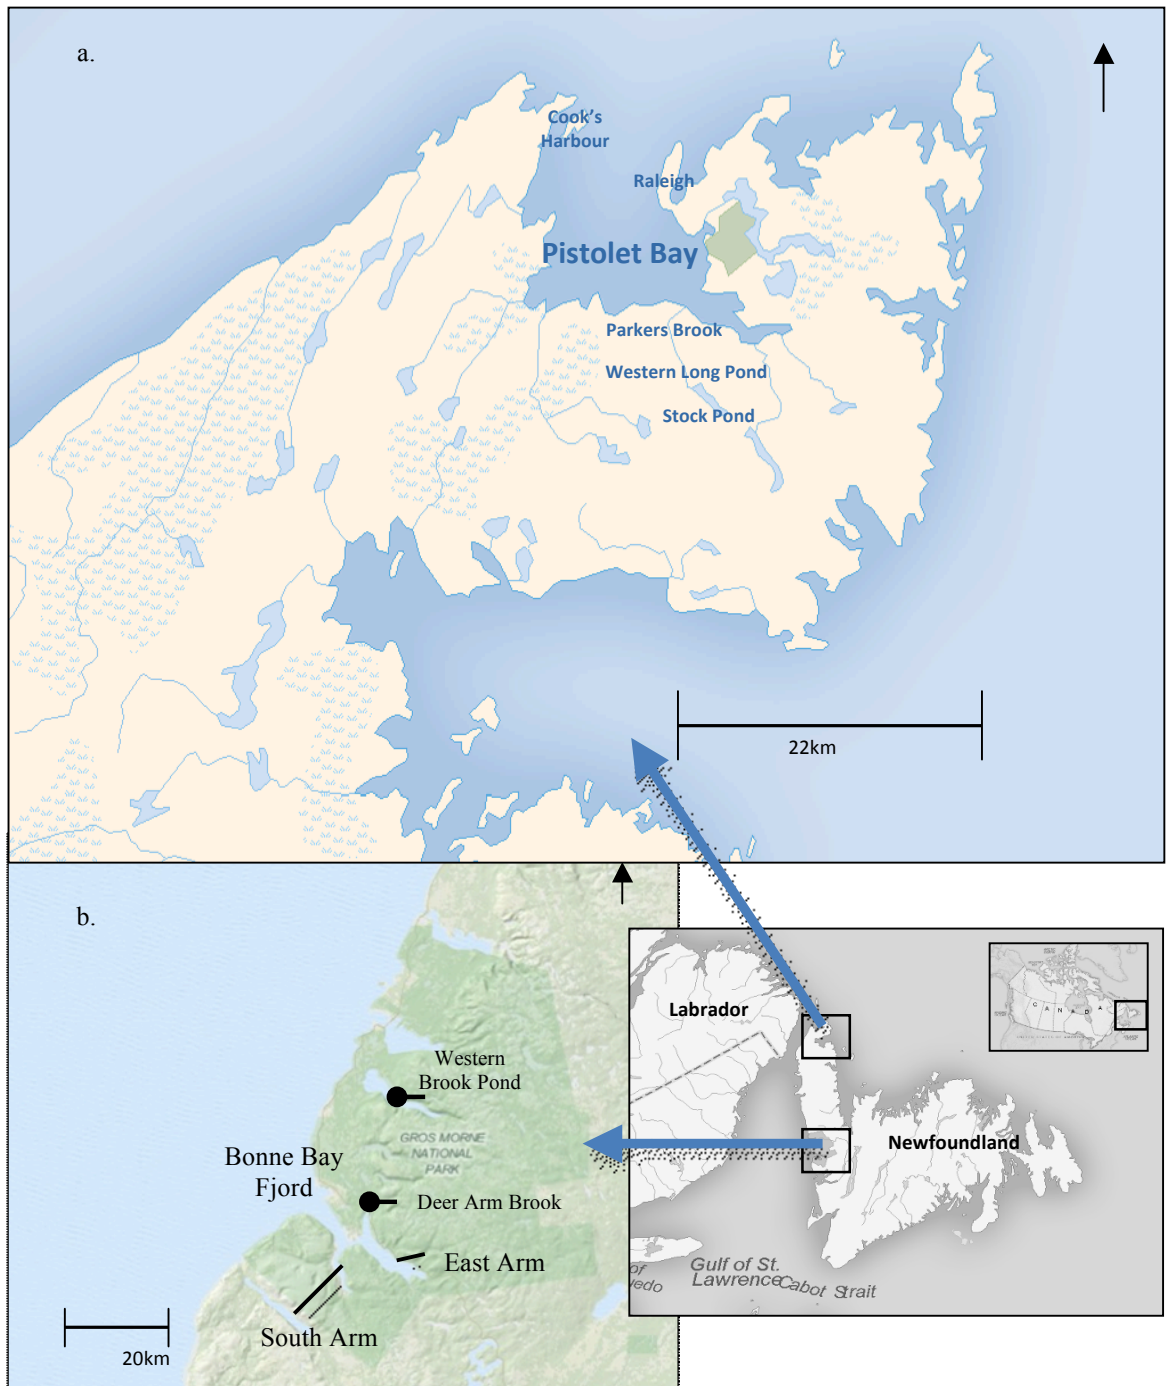 a.
Cook's
Harbour
Raleigh
Pistolet Bay
Parkers Brook
Western Long Pond
Stock Pond
22km
b.
Western
Brook Pond
GROS MORNE
NATIONAL
PARK
Bonne Bay
Fjord
Deer Arm Brook
East Arm
South Arm
20km
Labrador
CANADA
Newfoundland
of
Gulf of St.
Lawrence
Cabot Strait